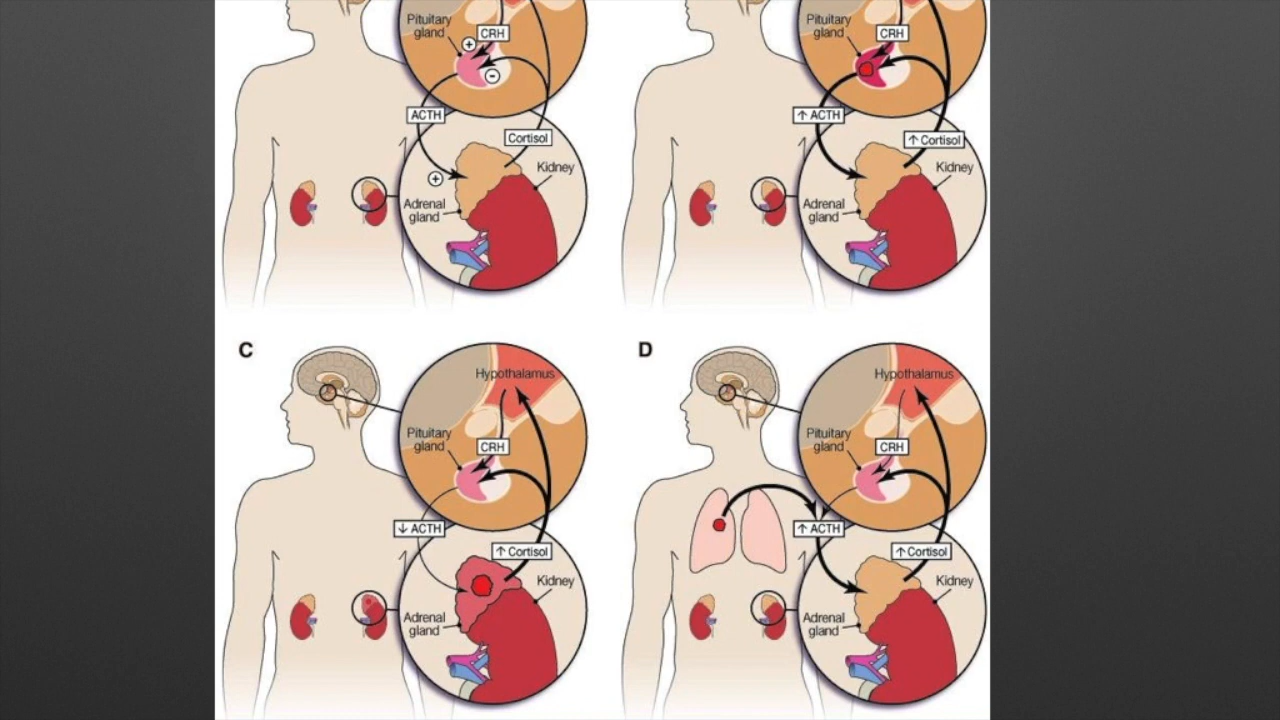 Pituitary
gland
CRH
+
-
ACTH
Cortisol
+
Kidney
Adrenal
gland
Pituitary
gland
CRH
↑ ACTH
↑ Cortisol
Kidney
Adrenal
gland
C
Hypothalamus
Pituitary
gland
CRH
↓ ACTH
↑ Cortisol
Kidney
Adrenal
gland
D
Hypothalamus
Pituitary
gland
CRH
↑ ACTH
↑ Cortisol
Kidney
Adrenal
gland